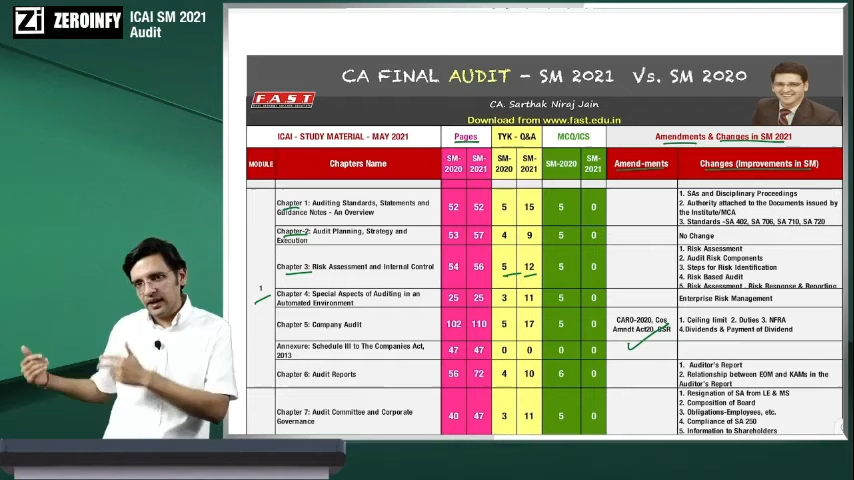 Zi ZEROINFY
ICAI SM 2021
Audit
CA FINAL AUDIT – SM 2021 Vs. SM 2020
FAST
CA. Sarthak Niraj Jain
Download from www.fast.edu.in
ICAI - STUDY MATERIAL - MAY 2021 Pages TYK - Q&A MCQ/ICS Amendments & Changes in SM 2021
MODULE Chapters Name SM-2020 SM-2021 SM-2020 SM-2021 SM-2020 SM-2021 Amend-ments Changes (Improvements in SM)
1
Chapter 1: Auditing Standards, Statements and
Guidance Notes - An Overview
52 52 5 15 5 0
1. SAs and Disciplinary Proceedings
2. Authority attached to the Documents issued by
the Institute/MCA
3. Standards -SA 402, SA 706, SA 710, SA 720
Chapter-2: Audit Planning, Strategy and
Execution
53 57 4 9 5 0
No Change
Chapter 3: Risk Assessment and Internal Control
54 56 5 12 5 0
1. Risk Assessment
2. Audit Risk Components
3. Steps for Risk Identification
4. Risk Based Audit
5. Risk Assessment - Risk Response & Reporting
Chapter 4: Special Aspects of Auditing in an
Automated Environment
25 25 3 11 5 0
Enterprise Risk Management
Chapter 5: Company Audit
102 110 5 17 5 0
CARO-2020, Cos
Amndt Act20, SSR
1. Ceiling limit 2. Duties 3. NFRA
4.Dividends & Payment of Dividend
Annexure: Schedule III to The Companies Act,
2013
47 47 0 0 0 0
Chapter 6: Audit Reports
56 72 4 10 6 0
1. Auditor's Report
2. Relationship between EOM and KAMs in the
Auditor's Report
Chapter 7: Audit Committee and Corporate
Governance
40 47 3 11 5 0
1. Resignation of SA from LE & MS
2. Composition of Board
3. Obligations-Employees, etc.
4. Compliance of SA 250
5. Information to Shareholders